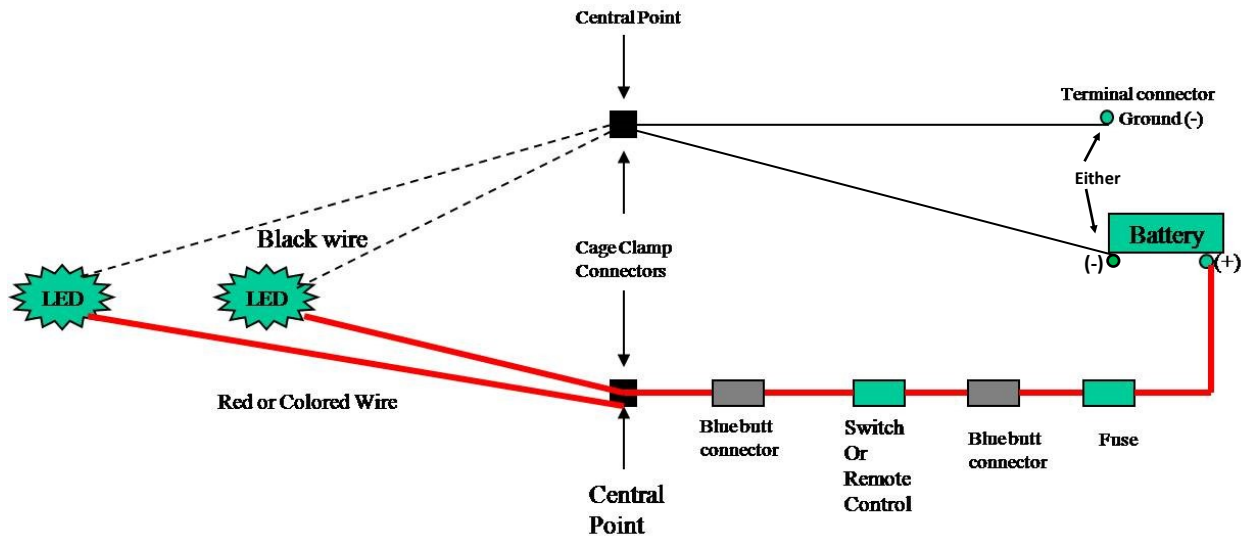 Central Point
Terminal connector
Ground (-)
Either
Black wire
Cage Clamp
Connectors
Battery
(-)
(+)
LED
LED
Red or Colored Wire
Blue butt
connector
Switch
Or
Remote
Control
Blue butt
connector
Fuse
Central
Point